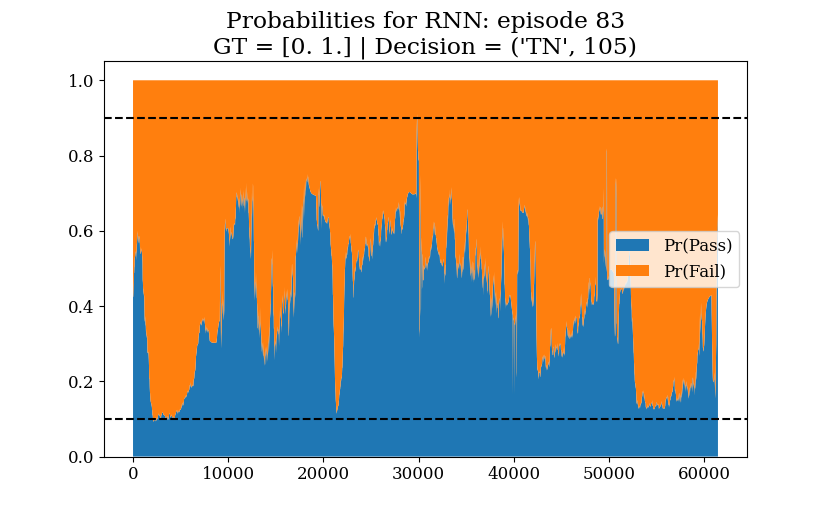 Probabilities for RNN: episode 83
GT = [0. 1.] | Decision = ('TN', 105)
1.0
0.8
0.6
0.4
0.2
0.0
Pr(Pass)
Pr(Fail)
0 10000 20000 30000 40000 50000 60000